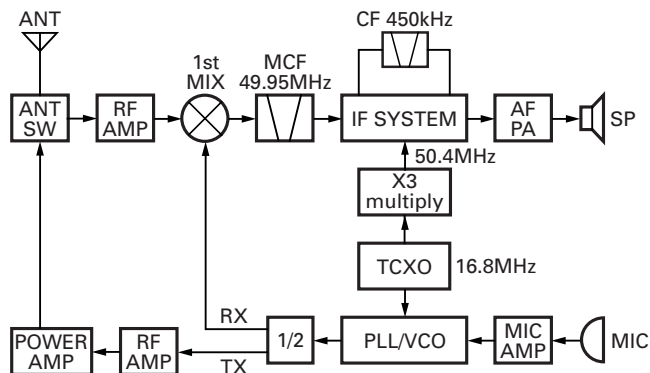 ANT
CF 450kHz
1st
MIX
MCF
49.95MHz
ANT
SW
RF
AMP
IF SYSTEM
AF
PA
SP
50.4MHz
X3
multiply
TCXO
16.8MHz
RX
POWER
AMP
RF
AMP
TX
1/2
PLL/VCO
MIC
AMP
MIC